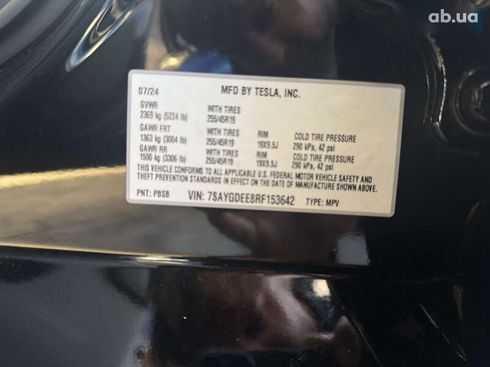 ab.ua
07/24 MFD BY TESLA, INC.
GVWR WITH TIRES
2369 kg (5224 lb) 255/45R19
GAWR FRT WITH TIRES RIM COLD TIRE PRESSURE
1363 kg (3004 lb) 255/45R19 19X9.5J 290 kPa, 42 psi
GAWR RR WITH TIRES RIM COLD TIRE PRESSURE
1500 kg (3306 lb) 255/45R19 19X9.5J 290 kPa, 42 psi
THIS VEHICLE CONFORMS TO ALL APPLICABLE U.S. FEDERAL MOTOR VEHICLE SAFETY AND
THEFT PREVENTION STANDARDS IN EFFECT ON THE DATE OF MANUFACTURE SHOWN ABOVE.
PNT: PBSB VIN: 7SAYGDEE8RF153642 TYPE: MPV